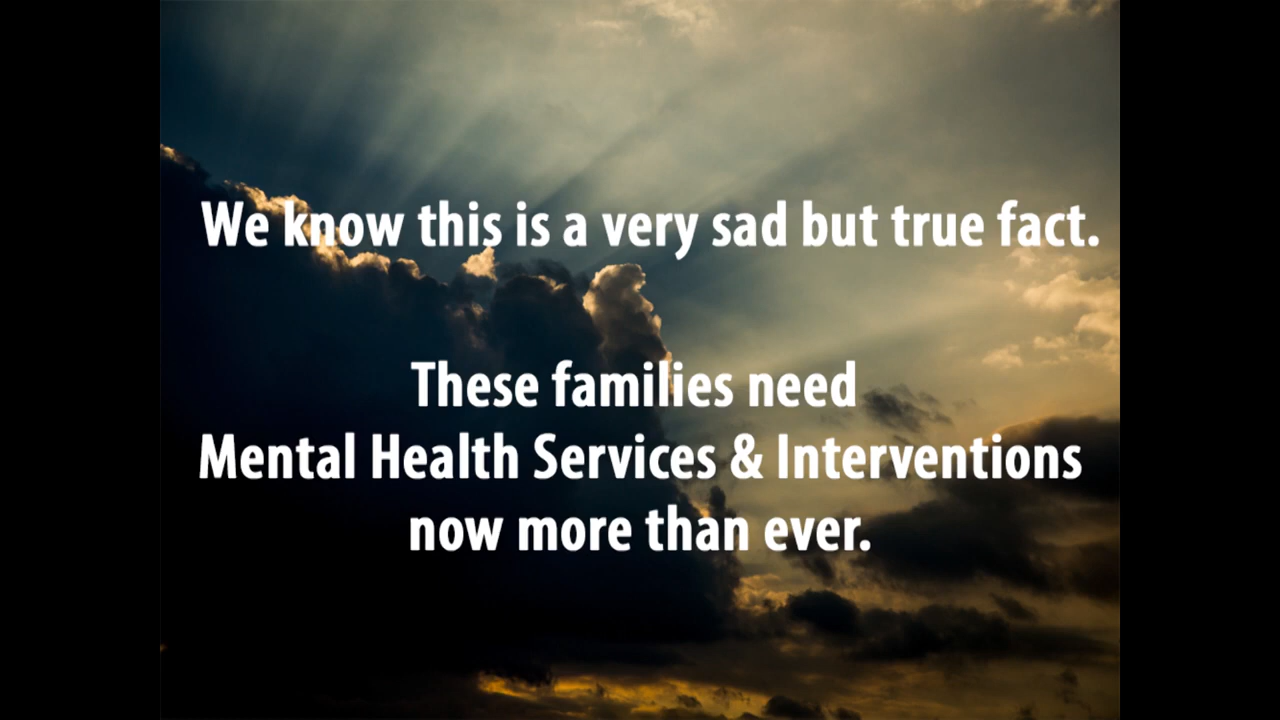 We know this is a very sad but true fact.
These families need
Mental Health Services & Interventions
now more than ever.